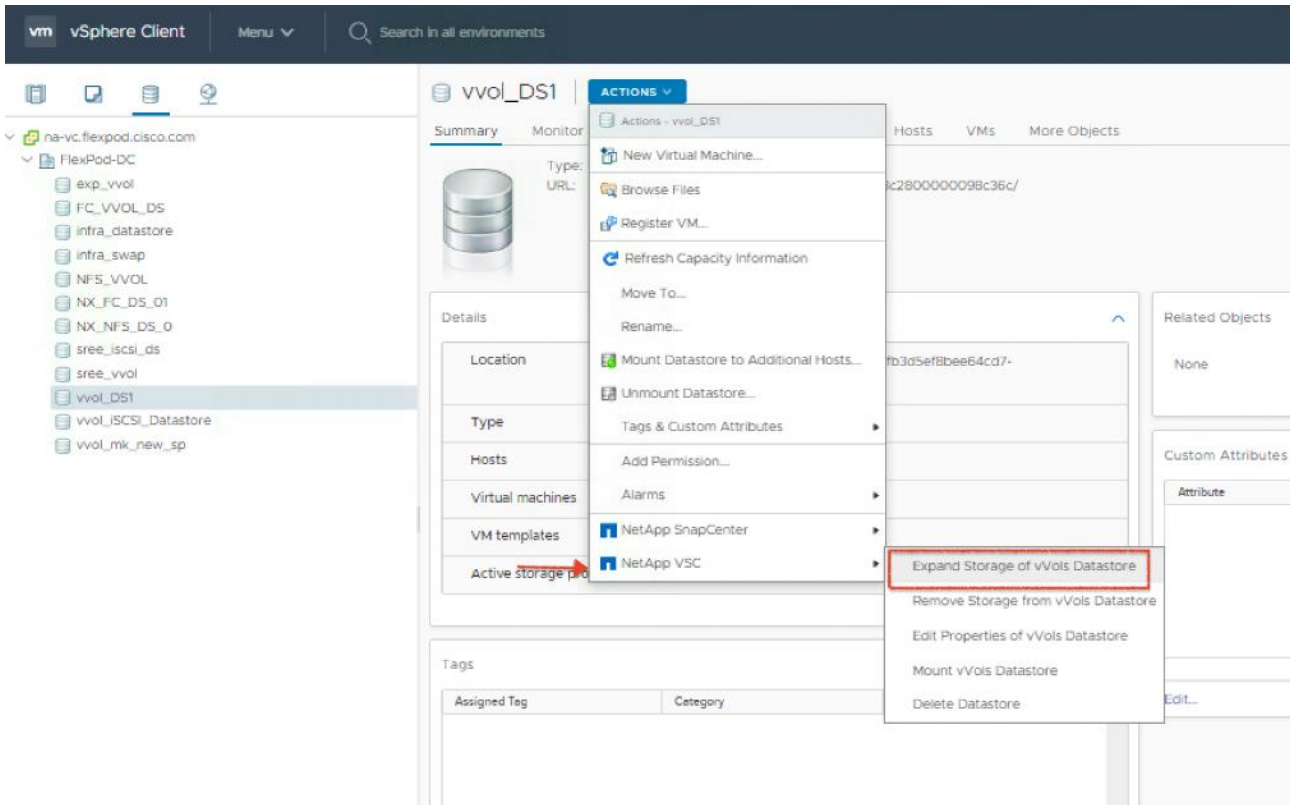 vm vSphere Client Menu Search in all environments
na-vc.flexpod.cisco.com
FlexPod-DC
exp_vvol
FC_VVOL_DS
infra_datastore
infra_swap
NFS_VVOL
NX_FC_DS_01
NX_NFS_DS_0
sree_iscsi_ds
sree_vvol
vvol_DS1
vvol_iSCSI_Datastore
vvol_mk_new_sp
vvol_DS1 ACTIONS
Summary Monitor Hosts VMs More Objects
Type:
URL: 8c2800000098c36c/
Actions - vvol_DS1
New Virtual Machine...
Browse Files
Register VM...
Refresh Capacity Information
Move To...
Rename...
Mount Datastore to Additional Hosts...
Unmount Datastore...
Tags & Custom Attributes
Add Permission...
Alarms
NetApp SnapCenter
NetApp VSC
Expand Storage of vVols Datastore
Remove Storage from vVols Datastore
Edit Properties of vVols Datastore
Mount vVols Datastore
Delete Datastore
Details
Location fb3d5ef8bee64cd7-
Type
Hosts
Virtual machines
VM templates
Active storage pro
Tags
Assigned Tag Category
Related Objects
None
Custom Attributes
Attribute
Edit...